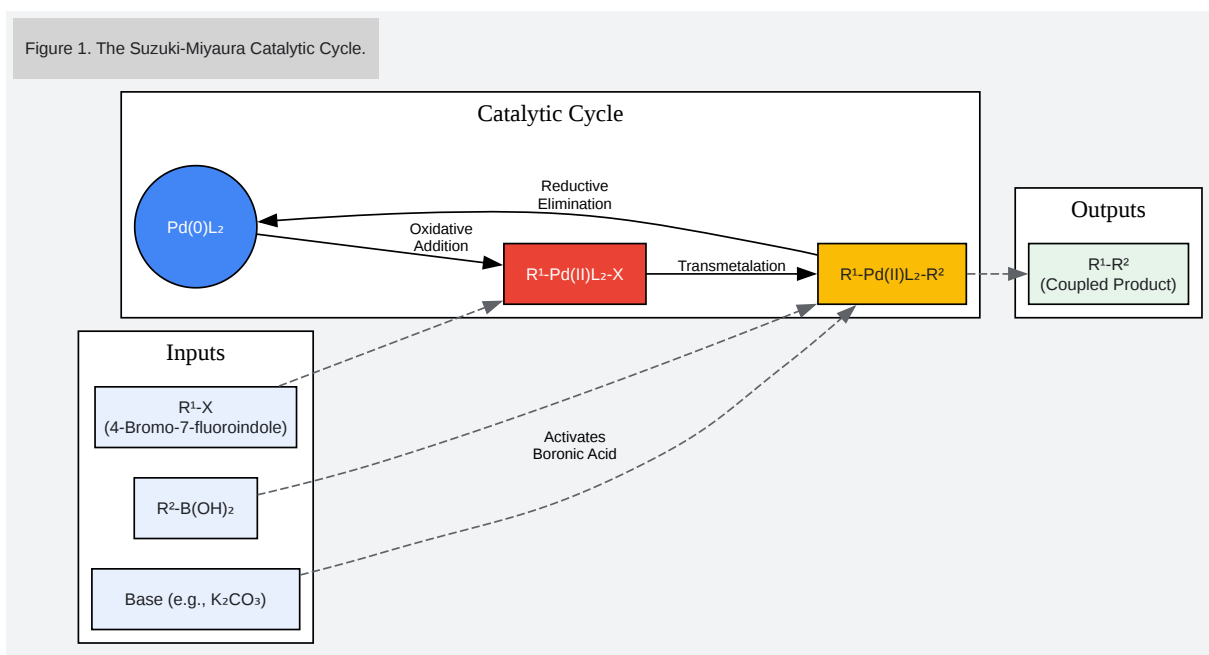 Figure 1. The Suzuki-Miyaura Catalytic Cycle.
Catalytic Cycle
Pd(0)L₂
Reductive
Elimination
Oxidative
Addition
R¹-Pd(II)L₂-X
Transmetalation
R¹-Pd(II)L₂-R²
Outputs
R¹-R²
(Coupled Product)
Inputs
R¹-X
(4-Bromo-7-fluoroindole)
R²-B(OH)₂
Base (e.g., K₂CO₃)
Activates
Boronic Acid